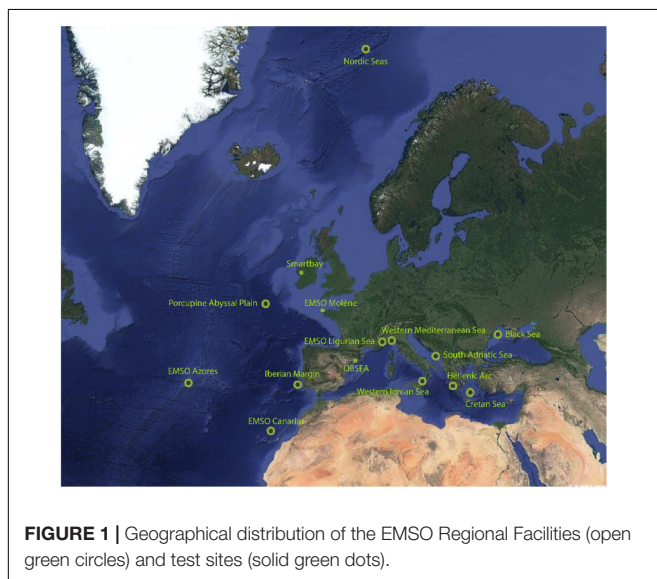 Nordic Seas
Smartbay
Porcupine Abyssal Plain
EMSO Molène
Western Mediterranean Sea
Black Sea
EMSO Ligurian Sea
South Adriatic Sea
OBSEA
EMSO Azores
Iberian Margin
Hellenic Arc
Western Ionian Sea
Cretan Sea
EMSO Canarias
FIGURE 1 | Geographical distribution of the EMSO Regional Facilities (open
green circles) and test sites (solid green dots).